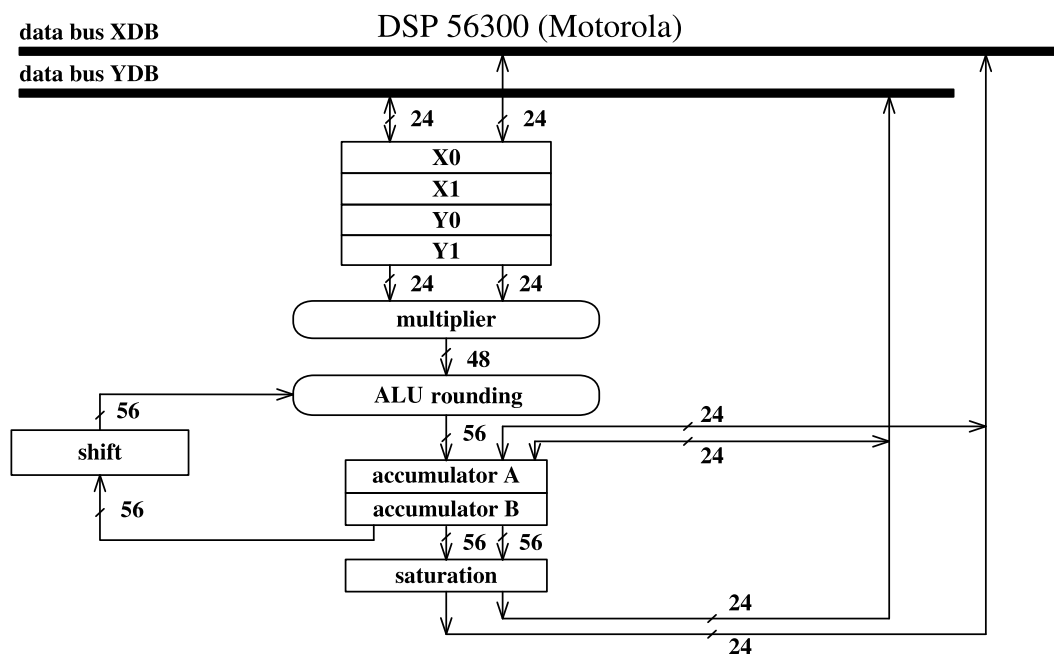 DSP 56300 (Motorola)
data bus XDB
data bus YDB
24 24
X0
X1
Y0
Y1
24 24
multiplier
48
ALU rounding
56
56
24
24
shift
accumulator A
accumulator B
56
56 56
saturation
24
24